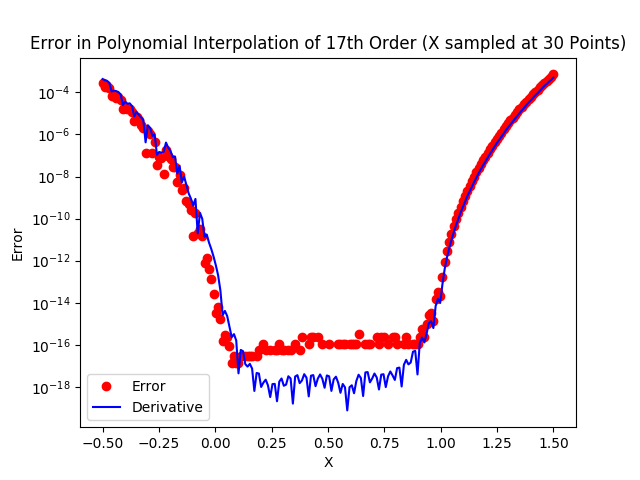 Error in Polynomial Interpolation of 17th Order (X sampled at 30 Points)
Error
10⁻⁴
10⁻⁶
10⁻⁸
10⁻¹⁰
10⁻¹²
10⁻¹⁴
10⁻¹⁶
10⁻¹⁸
Error
Derivative
−0.50 −0.25 0.00 0.25 0.50 0.75 1.00 1.25 1.50
X